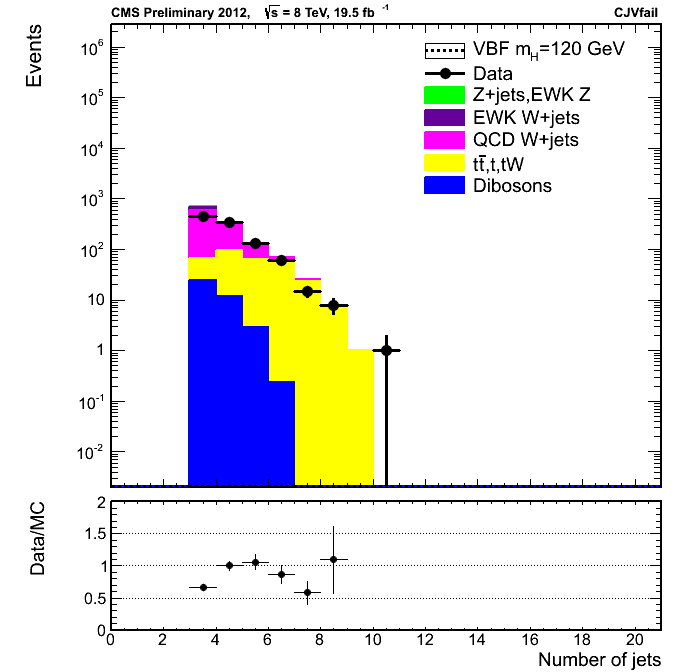 CMS Preliminary 2012, √s = 8 TeV, 19.5 fb⁻¹ CJVfail
Events
10⁶
10⁵
10⁴
10³
10²
10
1
10⁻¹
10⁻²
VBF m_H=120 GeV
Data
Z+jets,EWK Z
EWK W+jets
QCD W+jets
tt̄,t,tW
Dibosons
Data/MC
2
1.5
1
0.5
0
0 2 4 6 8 10 12 14 16 18 20
Number of jets